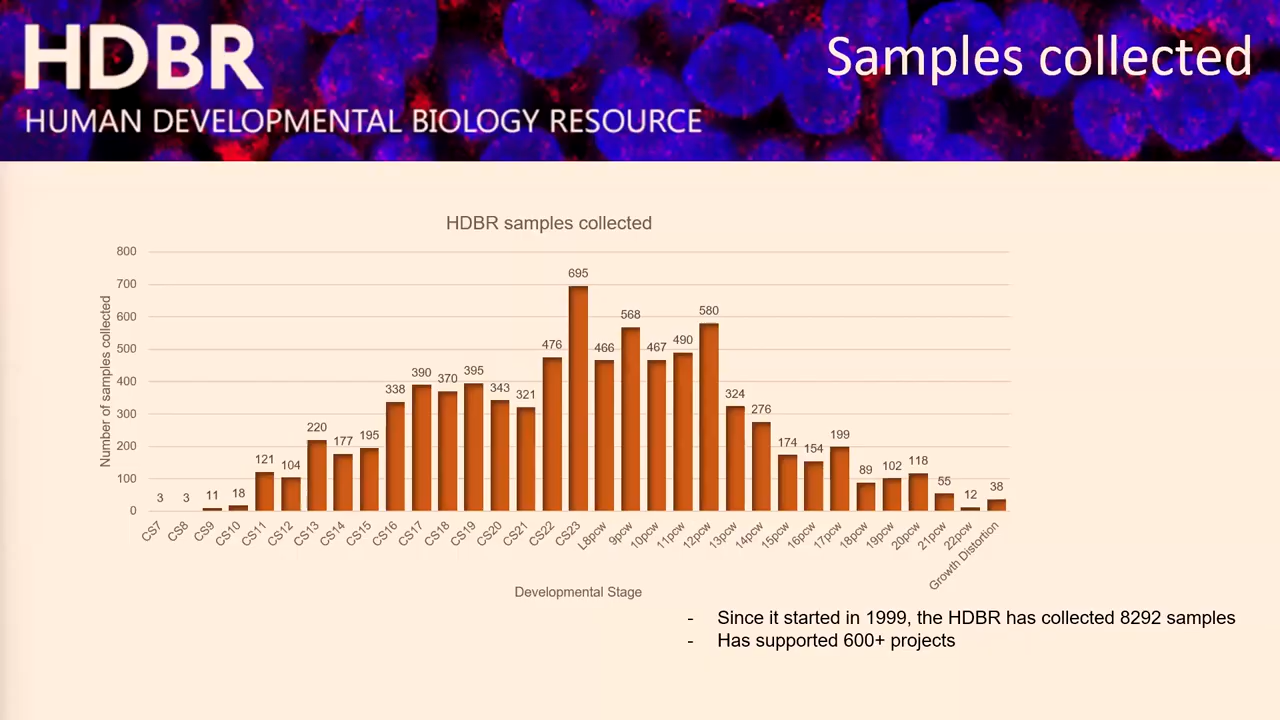 HDBR
HUMAN DEVELOPMENTAL BIOLOGY RESOURCE
Samples collected
HDBR samples collected
Number of samples collected
800
700
600
500
400
300
200
100
0
3 3 11 18 121 104 220 177 195 338 390 370 395 343 321 476 695 466 568 467 490 580 324 276 174 154 199 89 102 118 55 12 38
CS7 CS8 CS9 CS10 CS11 CS12 CS13 CS14 CS15 CS16 CS17 CS18 CS19 CS20 CS21 CS22 CS23 L8pcw 9pcw 10pcw 11pcw 12pcw 13pcw 14pcw 15pcw 16pcw 17pcw 18pcw 19pcw 20pcw 21pcw 22pcw Growth Distortion
Developmental Stage
- Since it started in 1999, the HDBR has collected 8292 samples
- Has supported 600+ projects